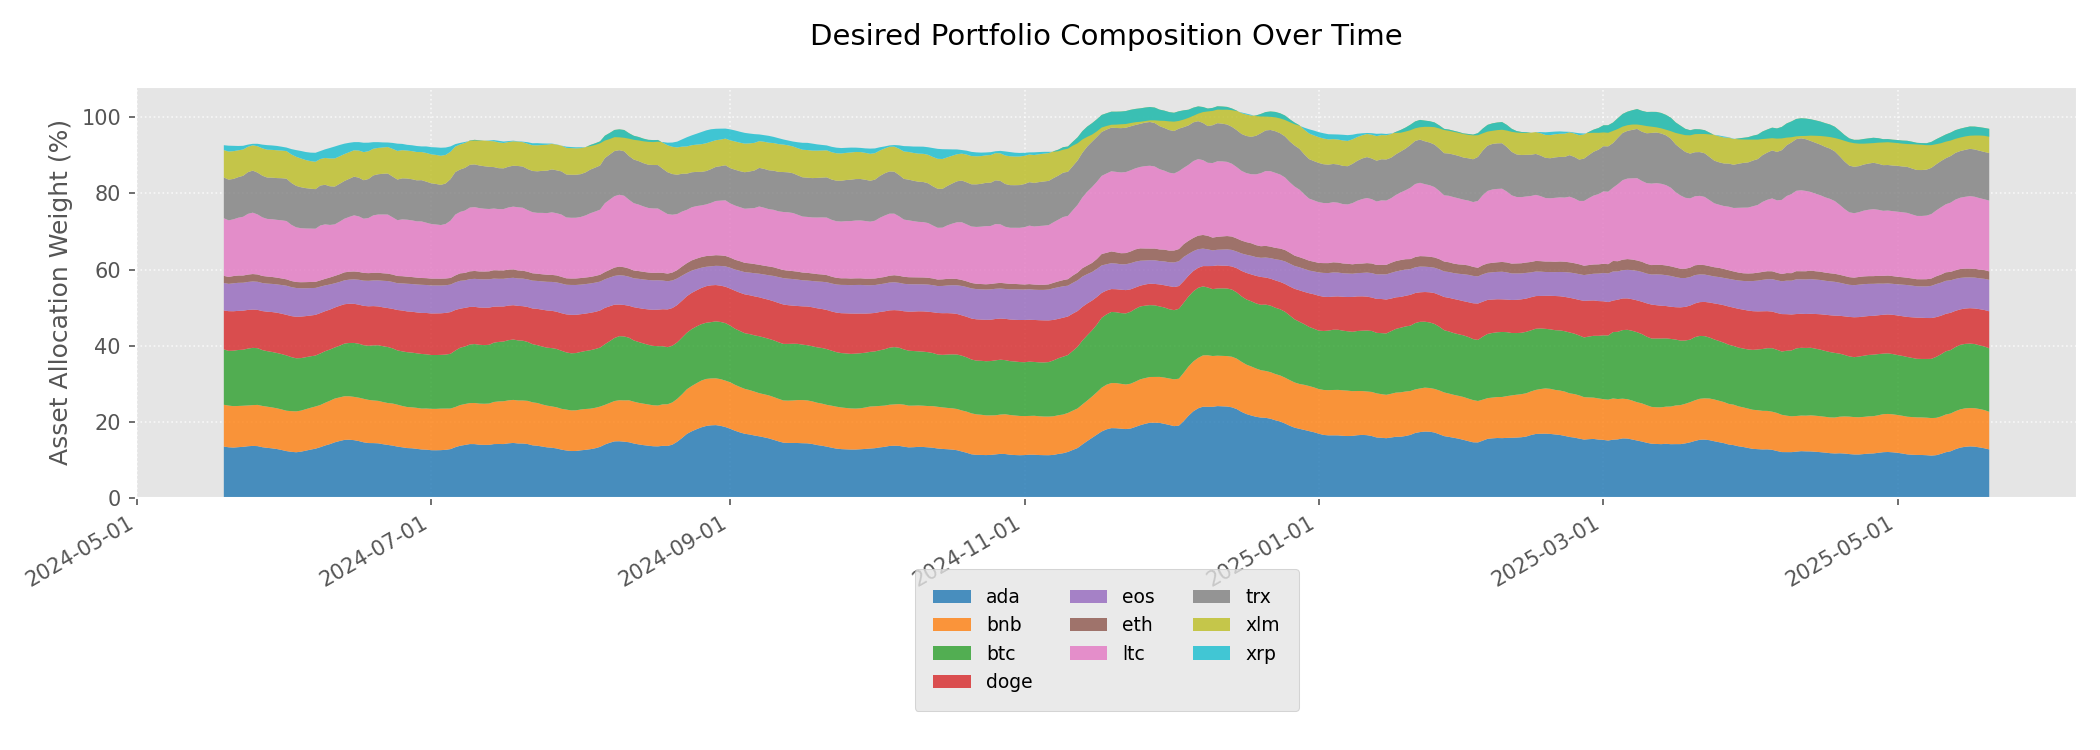 Desired Portfolio Composition Over Time
Asset Allocation Weight (%)
100
80
60
40
20
0
2024-05-01
2024-07-01
2024-09-01
2024-11-01
2025-01-01
2025-03-01
2025-05-01
ada
bnb
btc
doge
eos
eth
ltc
trx
xlm
xrp